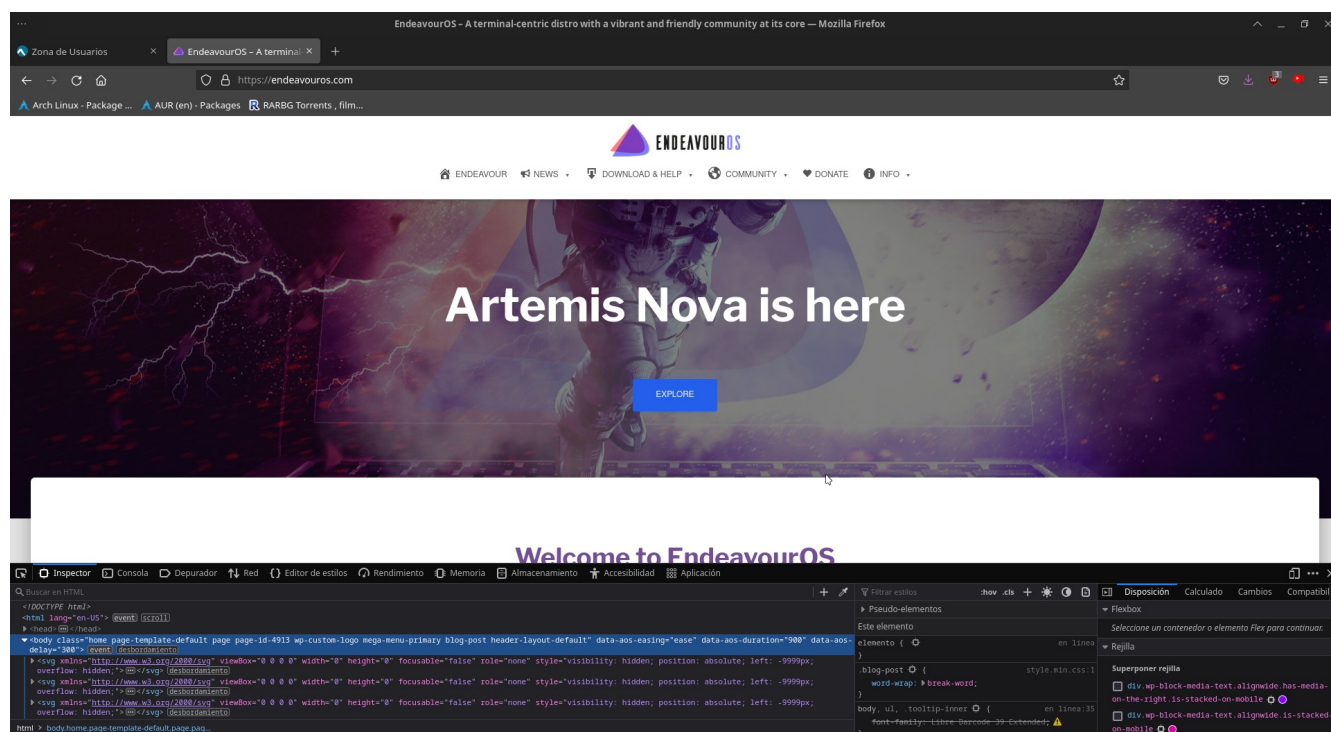 EndeavourOS – A terminal-centric distro with a vibrant and friendly community at its core — Mozilla Firefox
Zona de Usuarios
EndeavourOS – A terminal-
https://endeavouros.com
3
Arch Linux - Package ... AUR (en) - Packages RARBG Torrents , film...
ENDEAVOUROS
ENDEAVOUR NEWS DOWNLOAD & HELP COMMUNITY DONATE INFO
Artemis Nova is here
EXPLORE
Welcome to EndeavourOS
Inspector Consola Depurador Red Editor de estilos Rendimiento Memoria Almacenamiento Accesibilidad Aplicación
Buscar en HTML
<!DOCTYPE html>
<html lang="en-US"> event scroll
<head> </head>
<body class="home page-template-default page page-id-4913 wp-custom-logo mega-menu-primary blog-post header-layout-default" data-aos-easing="ease" data-aos-duration="900" data-aos-
delay="300"> event desbordamiento
<svg xmlns="http://www.w3.org/2000/svg" viewBox="0 0 0 0" width="0" height="0" focusable="false" role="none" style="visibility: hidden; position: absolute; left: -9999px;
overflow: hidden;"> </svg> desbordamiento
<svg xmlns="http://www.w3.org/2000/svg" viewBox="0 0 0 0" width="0" height="0" focusable="false" role="none" style="visibility: hidden; position: absolute; left: -9999px;
overflow: hidden;"> </svg> desbordamiento
<svg xmlns="http://www.w3.org/2000/svg" viewBox="0 0 0 0" width="0" height="0" focusable="false" role="none" style="visibility: hidden; position: absolute; left: -9999px;
overflow: hidden;"> </svg> desbordamiento
html > body.home.page-template-default.page.pag...
Filtrar estilos :hov .cls
Pseudo-elementos
Este elemento
elemento { en línea
}
.blog-post { style.min.css:1
word-wrap: break-word;
}
body, ul, .tooltip-inner { en línea:35
font-family: Libre Barcode 39 Extended;
Disposición Calculado Cambios Compatibil
Flexbox
Seleccione un contenedor o elemento Flex para continuar.
Rejilla
Superponer rejilla
div.wp-block-media-text.alignwide.has-media-
on-the-right.is-stacked-on-mobile
div.wp-block-media-text.alignwide.is-stacked-
on-mobile